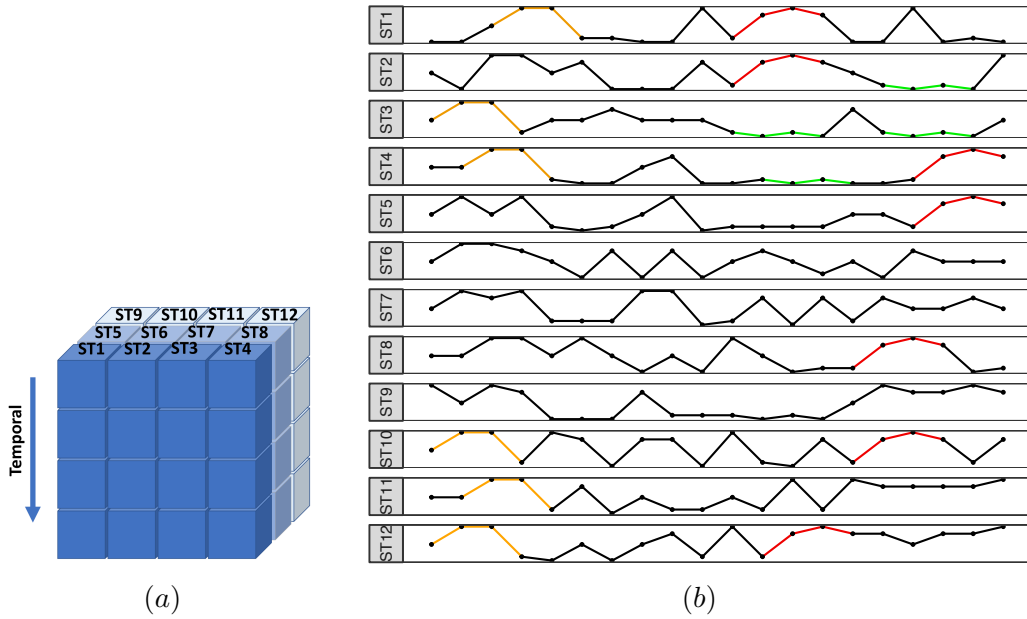 ST9 ST10 ST11 ST12
ST5 ST6 ST7 ST8
ST1 ST2 ST3 ST4
Temporal
(a)
ST1
ST2
ST3
ST4
ST5
ST6
ST7
ST8
ST9
ST10
ST11
ST12
(b)